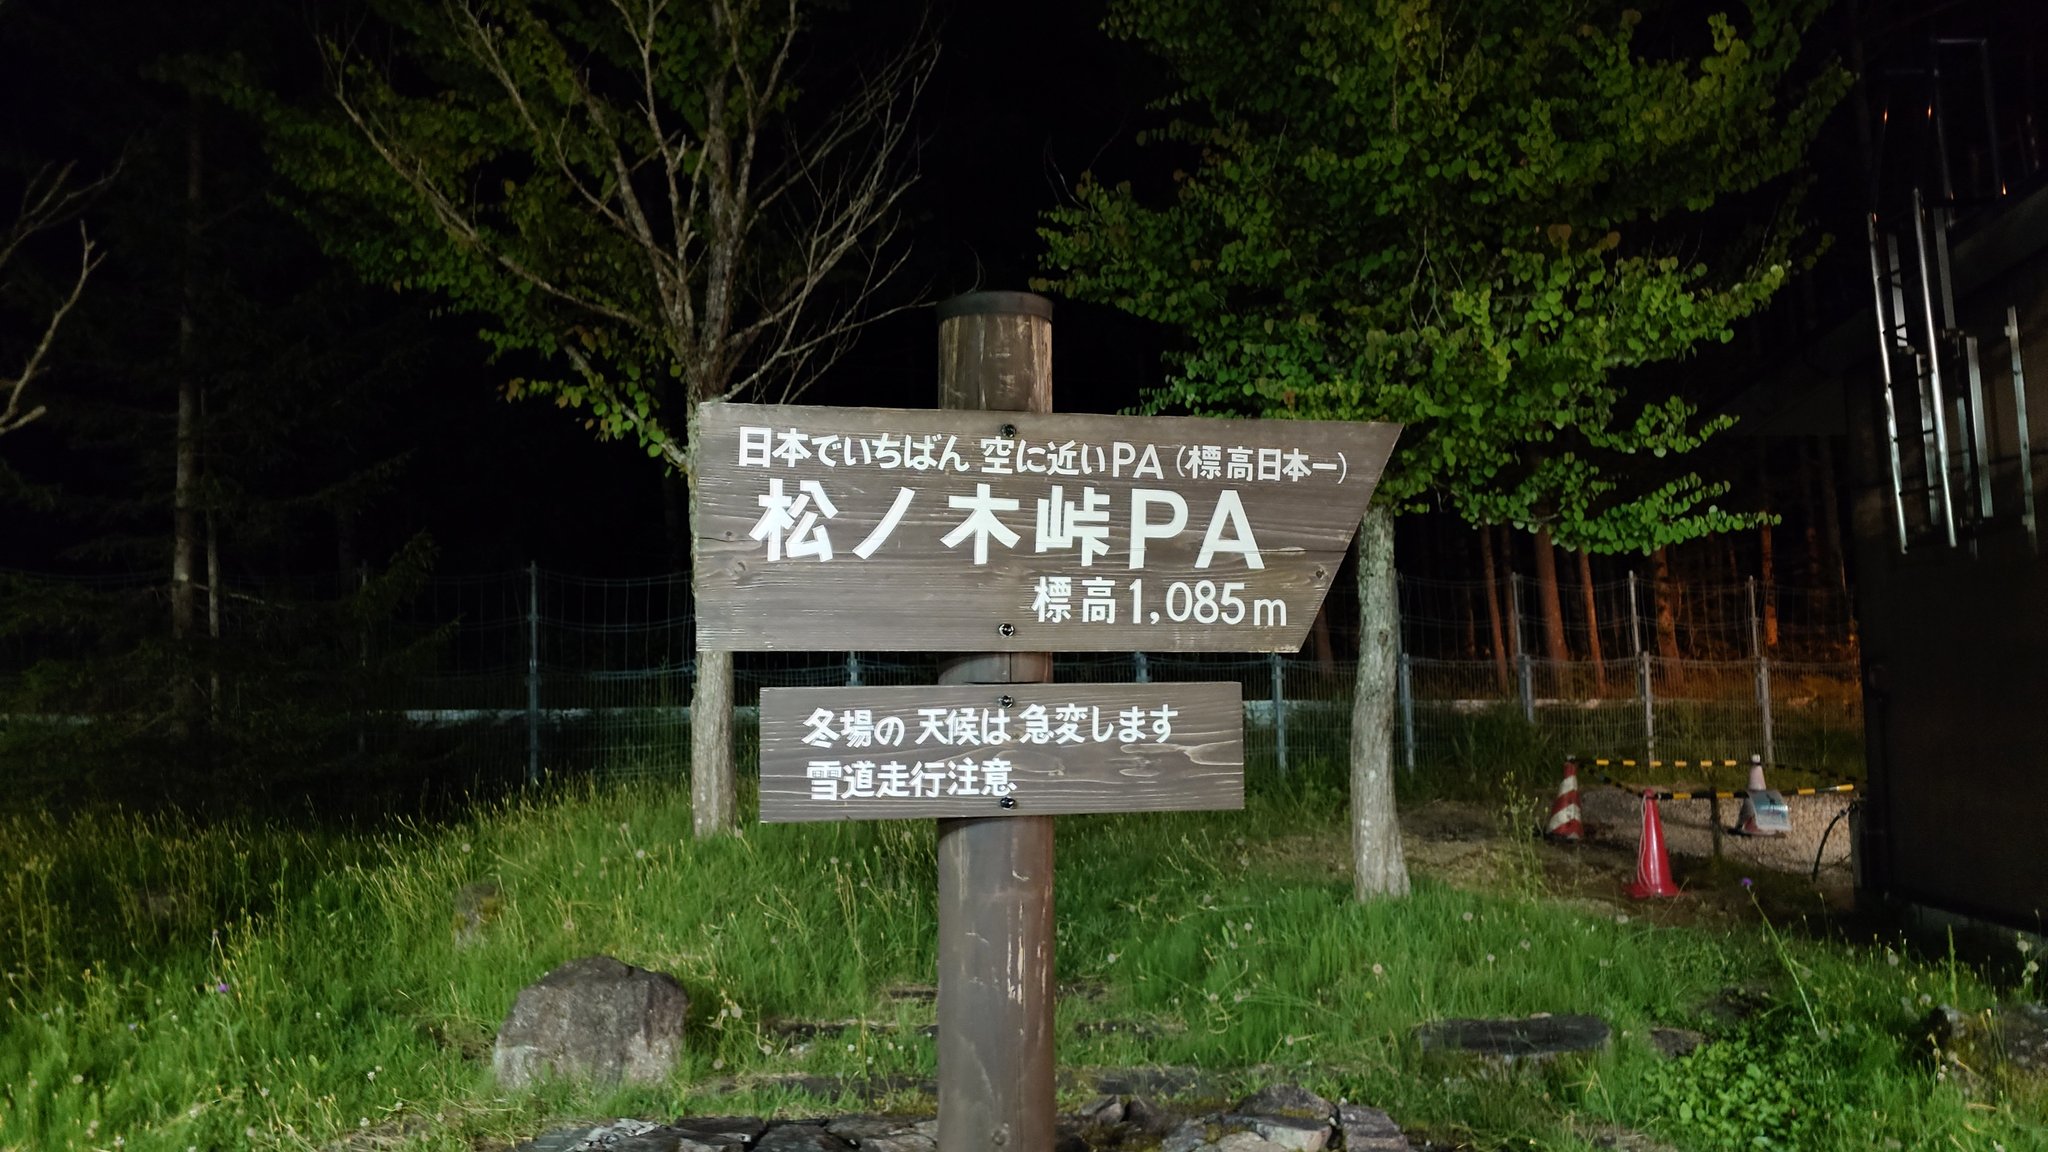 日本でいちばん 空に近いPA（標高日本一）
松ノ木峠PA
標高1,085m
冬場の 天候は 急変します
雪道走行注意